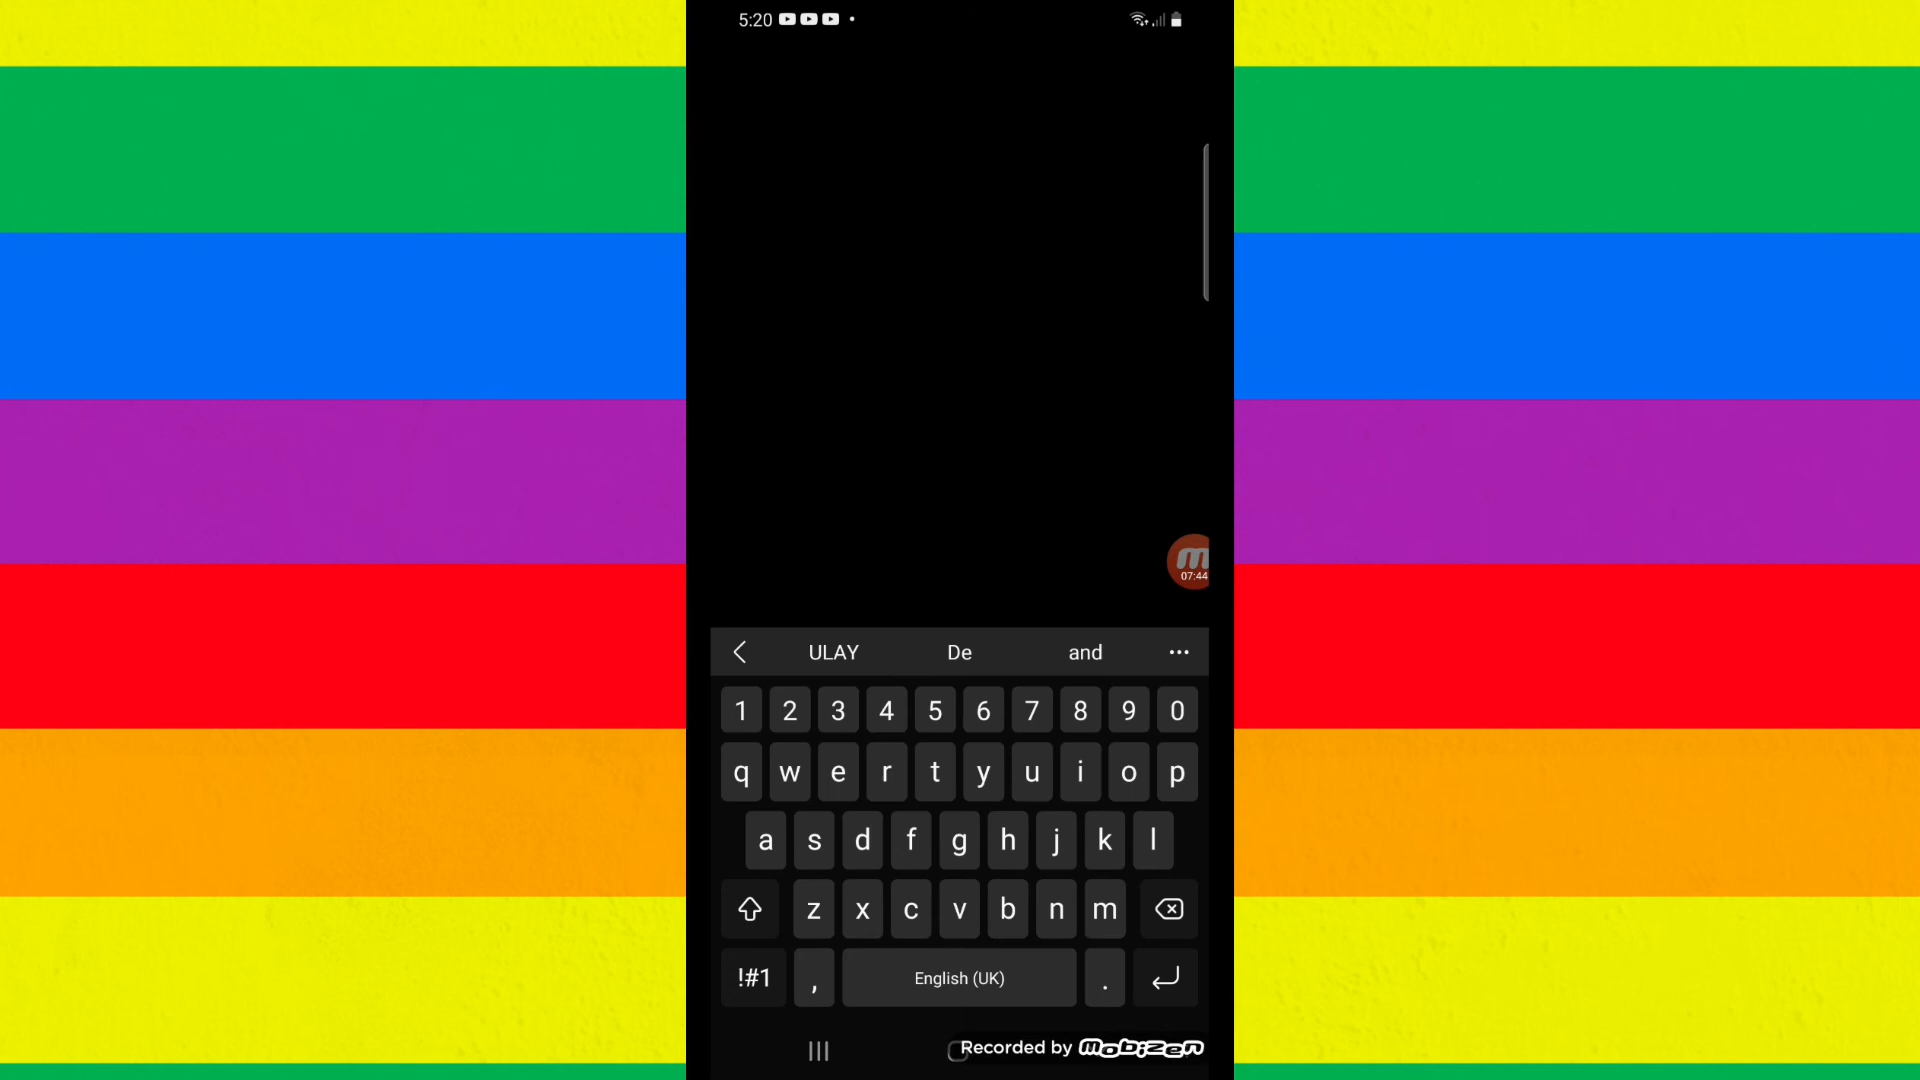 5:20
m
07:44
ULAY De and
1 2 3 4 5 6 7 8 9 0
q w e r t y u i o p
a s d f g h j k l
z x c v b n m
!#1 , English (UK) .
Recorded by mobizen